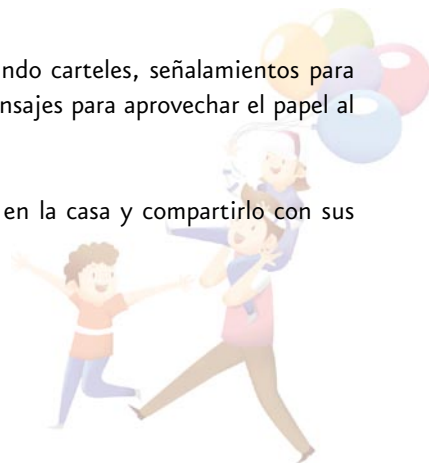 ndo carteles, señalamientos para
nsajes para aprovechar el papel al
en la casa y compartirlo con sus